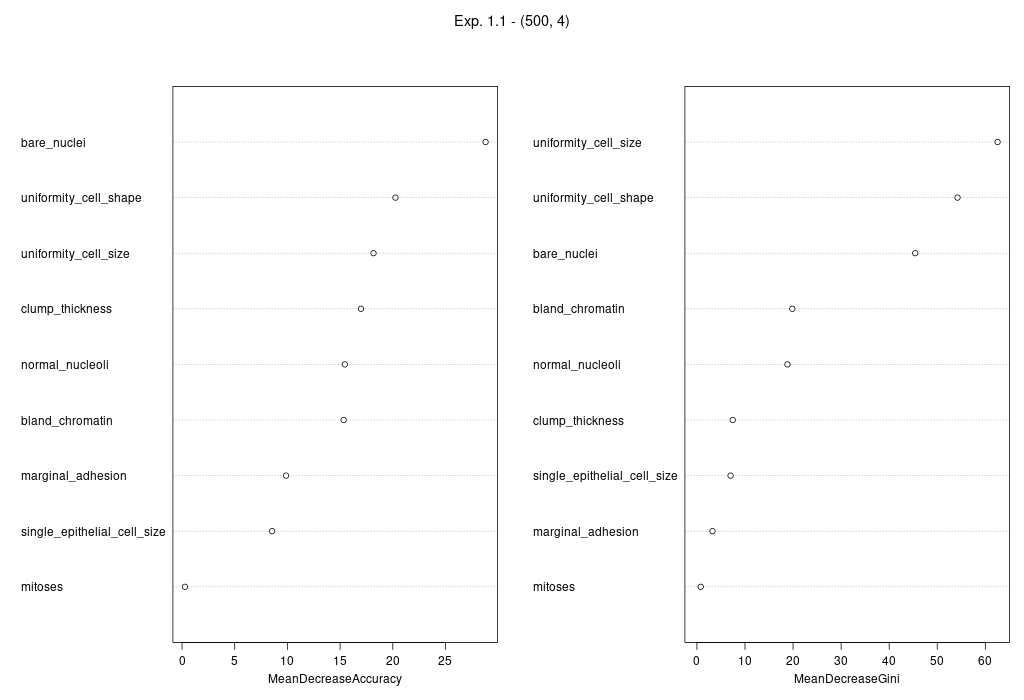 Exp. 1.1 - (500, 4)
bare_nuclei
uniformity_cell_shape
uniformity_cell_size
clump_thickness
normal_nucleoli
bland_chromatin
marginal_adhesion
single_epithelial_cell_size
mitoses
0 5 10 15 20 25
MeanDecreaseAccuracy
uniformity_cell_size
uniformity_cell_shape
bare_nuclei
bland_chromatin
normal_nucleoli
clump_thickness
single_epithelial_cell_size
marginal_adhesion
mitoses
0 10 20 30 40 50 60
MeanDecreaseGini